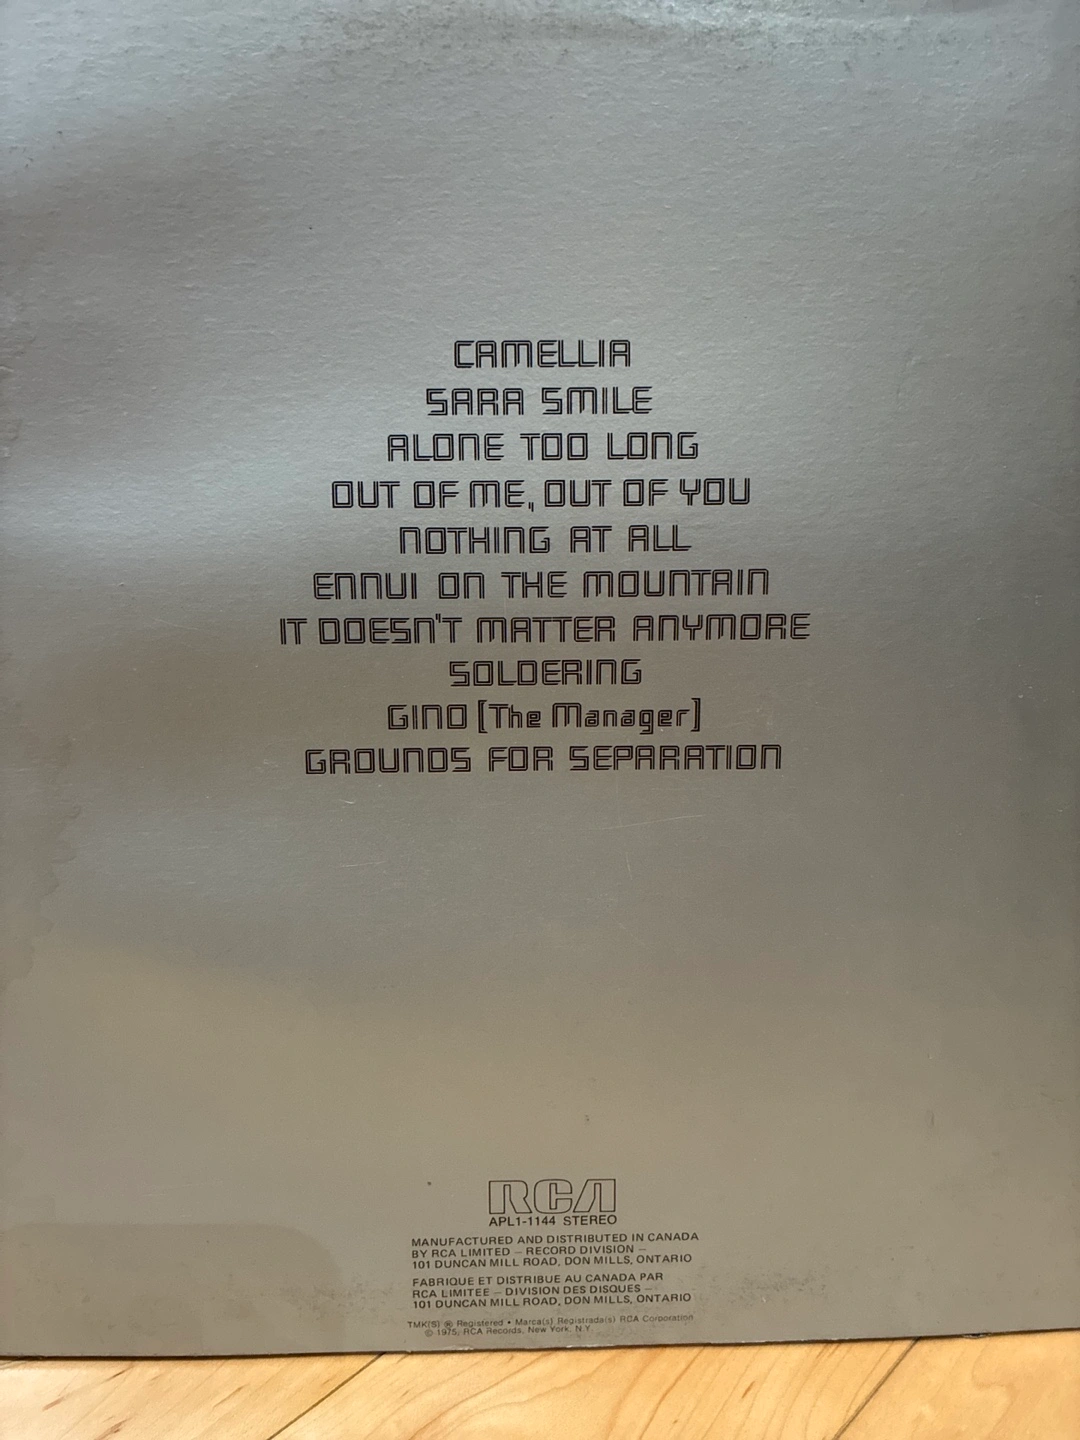 CAMELLIA
SARA SMILE
ALONE TOO LONG
OUT OF ME, OUT OF YOU
NOTHING AT ALL
ENNUI ON THE MOUNTAIN
IT DOESN'T MATTER ANYMORE
SOLDERING
GINO [The Manager]
GROUNDS FOR SEPARATION
RCA
APL1-1144 STEREO
MANUFACTURED AND DISTRIBUTED IN CANADA
BY RCA LIMITED – RECORD DIVISION –
101 DUNCAN MILL ROAD, DON MILLS, ONTARIO
FABRIQUE ET DISTRIBUE AU CANADA PAR
RCA LIMITEE – DIVISION DES DISQUES –
101 DUNCAN MILL ROAD, DON MILLS, ONTARIO
TMK(S) ® Registered • Marca(s) Registrada(s) RCA Corporation
© 1975, RCA Records, New York, N.Y.